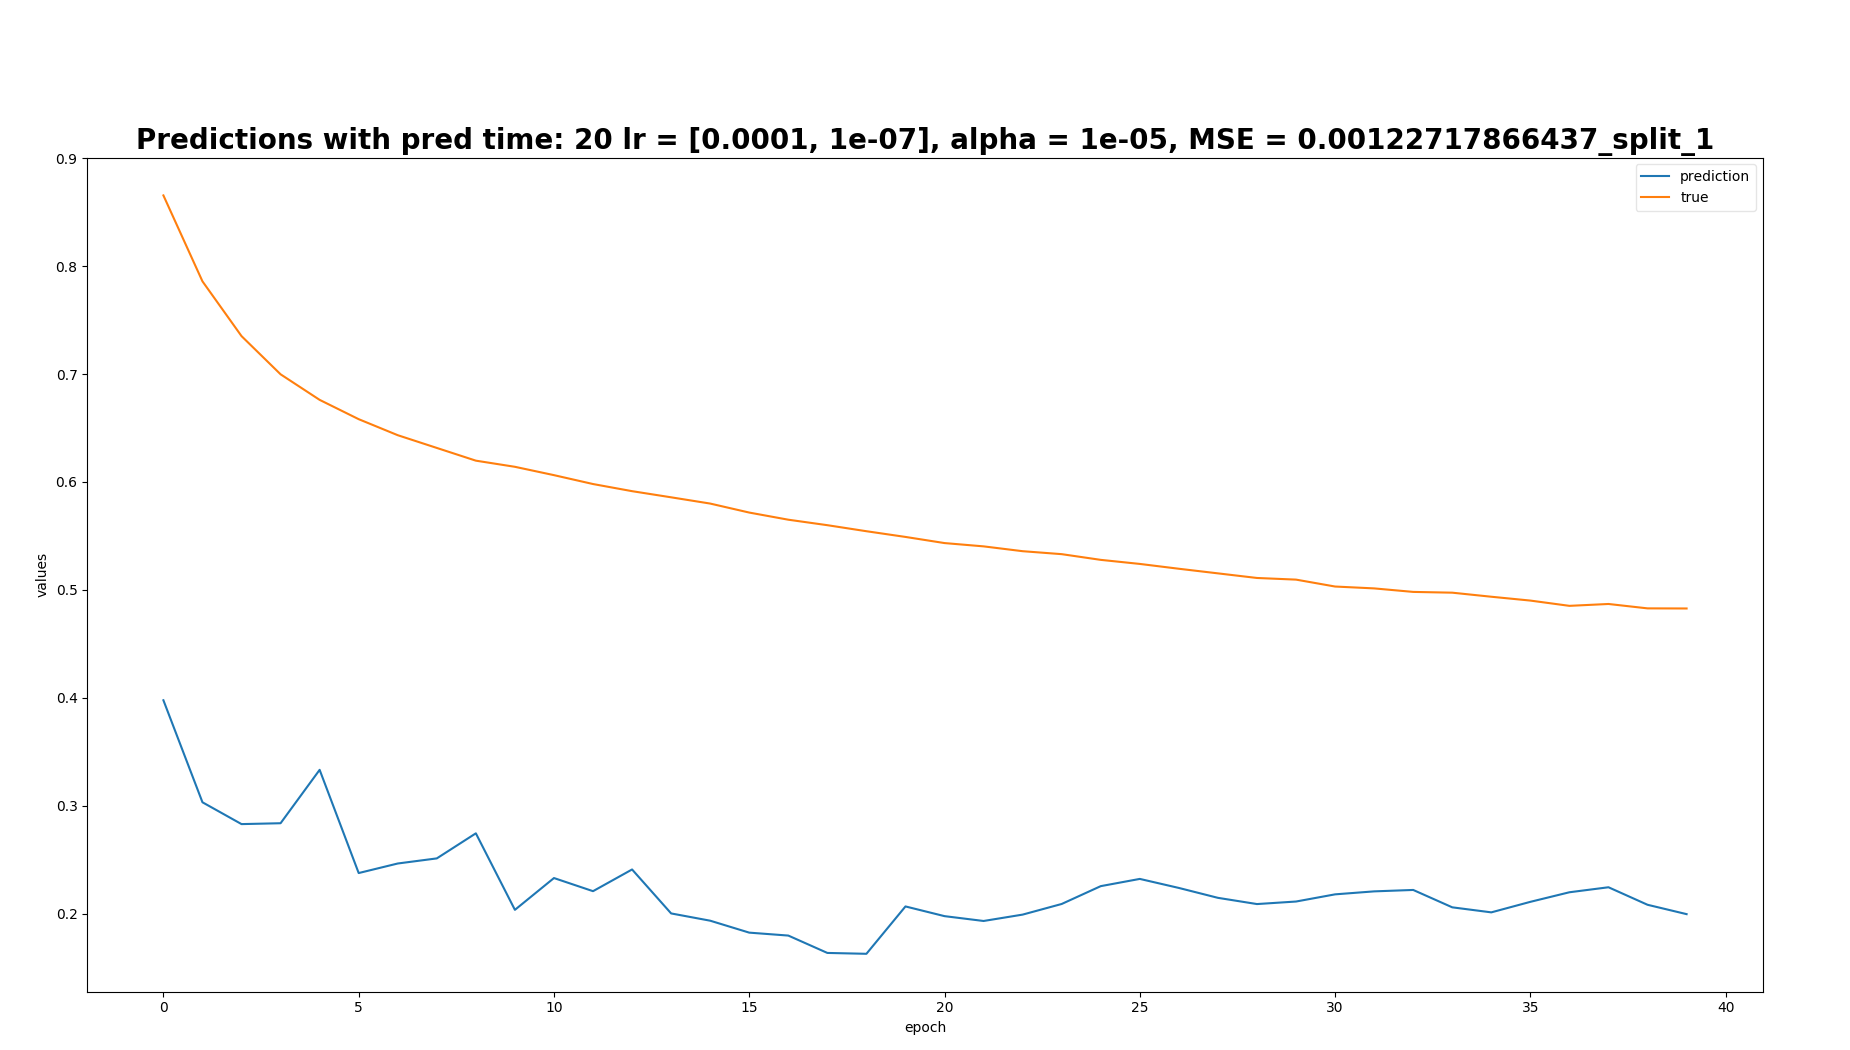 Predictions with pred time: 20 lr = [0.0001, 1e-07], alpha = 1e-05, MSE = 0.00122717866437_split_1
prediction
true
0.9
0.8
0.7
0.6
0.5
0.4
0.3
0.2
values
0 5 10 15 20 25 30 35 40
epoch